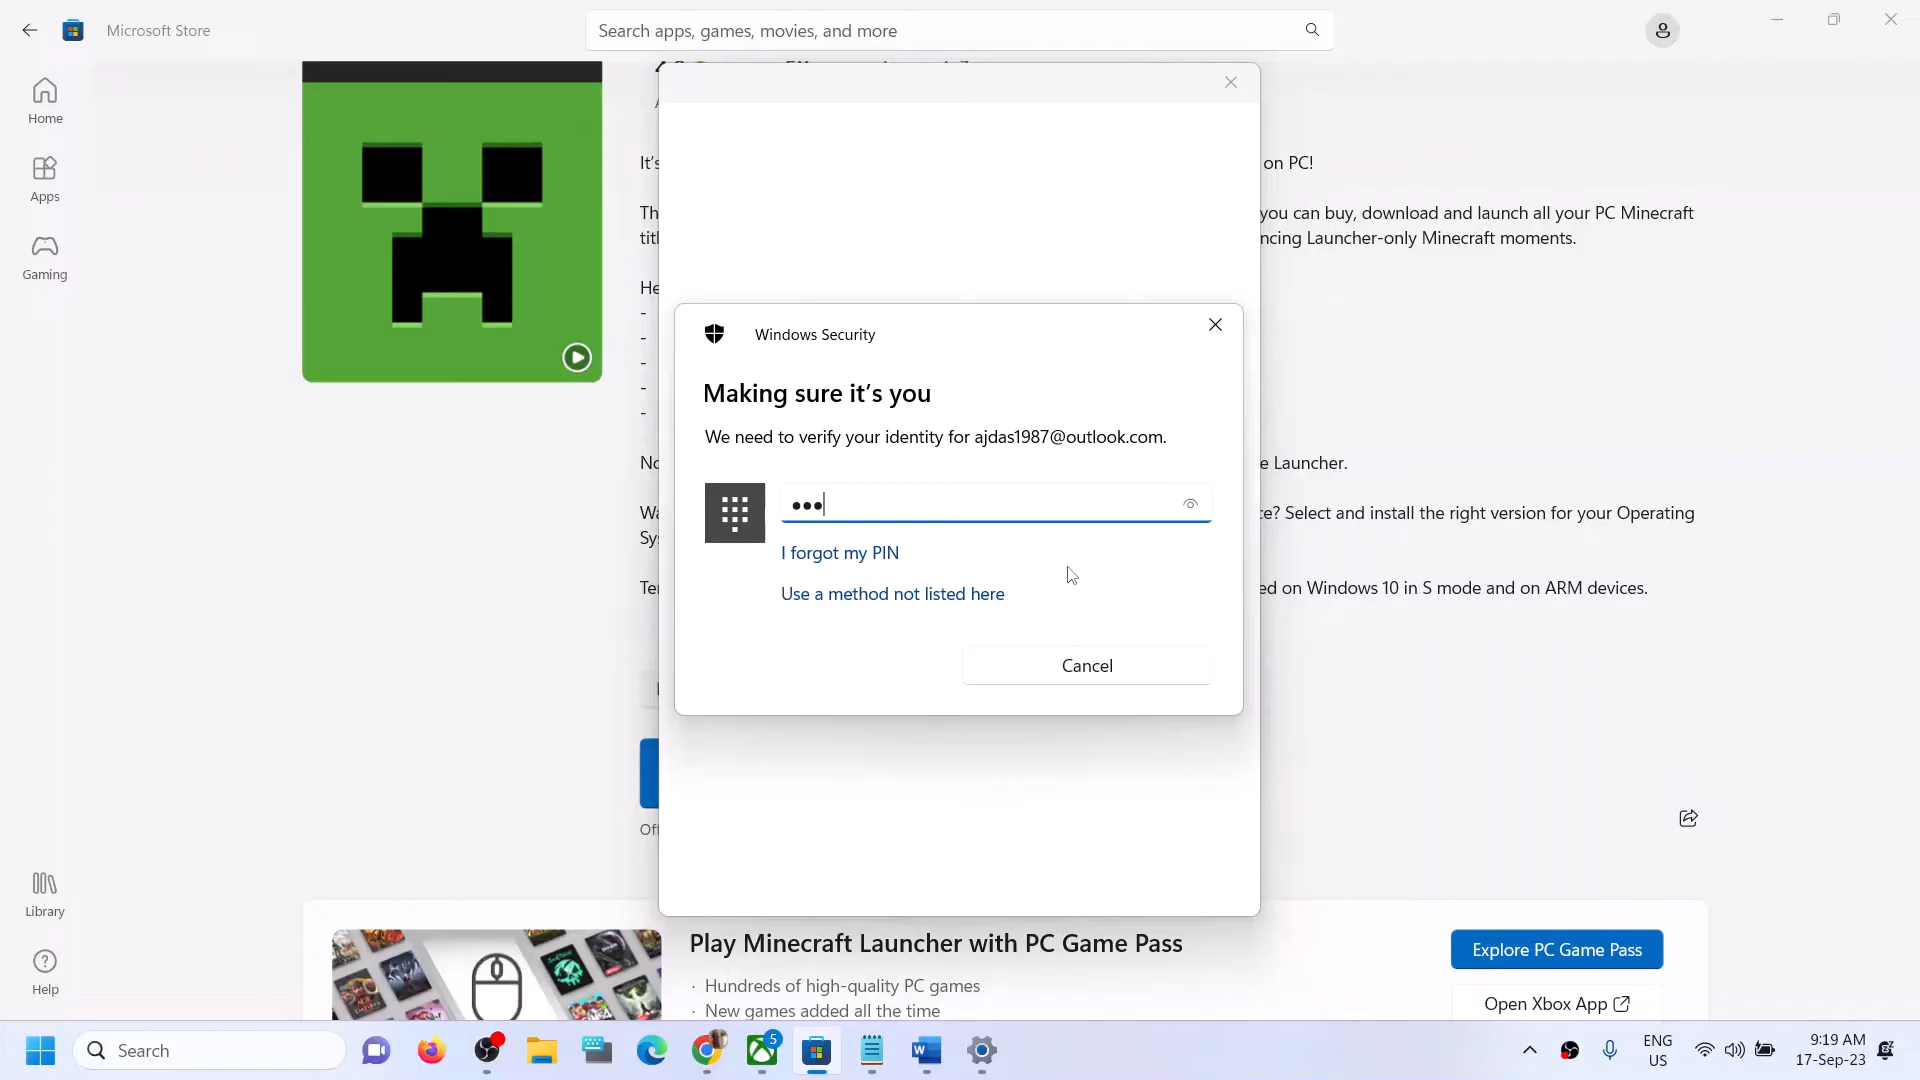 Microsoft Store
Search apps, games, movies, and more
Home
Apps
Gaming
Library
Help
It's
on PC!
Th
you can buy, download and launch all your PC Minecraft
titl
ncing Launcher-only Minecraft moments.
He
-
-
-
-
-
No
e Launcher.
Wa
ce? Select and install the right version for your Operating
Sy
Ter
ed on Windows 10 in S mode and on ARM devices.
Off
Windows Security
Making sure it's you
We need to verify your identity for ajdas1987@outlook.com.
•••
I forgot my PIN
Use a method not listed here
Cancel
Play Minecraft Launcher with PC Game Pass
· Hundreds of high-quality PC games
· New games added all the time
Explore PC Game Pass
Open Xbox App
Search
5
ENG
US
9:19 AM
17-Sep-23